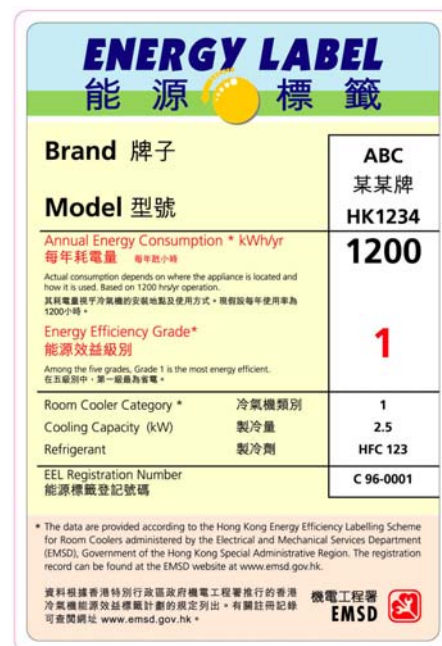 ENERGY LABEL
能源標籤
Brand 牌子
ABC
某某牌
Model 型號
HK1234
Annual Energy Consumption * kWh/yr
每年耗電量 每年瓩小時
1200
Actual consumption depends on where the appliance is located and
how it is used. Based on 1200 hrs/yr operation.
其耗電量視乎冷氣機的安裝地點及使用方式。現假設每年使用率為
1200小時。
Energy Efficiency Grade*
能源效益級別
1
Among the five grades, Grade 1 is the most energy efficient.
在五級別中，第一級最為省電。
Room Cooler Category * 冷氣機類別 1
Cooling Capacity (kW) 製冷量 2.5
Refrigerant 製冷劑 HFC 123
EEL Registration Number
能源標籤登記號碼
C 96-0001
* The data are provided according to the Hong Kong Energy Efficiency Labelling Scheme
for Room Coolers administered by the Electrical and Mechanical Services Department
(EMSD), Government of the Hong Kong Special Administrative Region. The registration
record can be found at the EMSD website at www.emsd.gov.hk.
資料根據香港特別行政區政府機電工程署推行的香港
冷氣機能源效益標籤計劃的規定列出。有關註冊記錄
可查閱網址 www.emsd.gov.hk。
機電工程署
EMSD